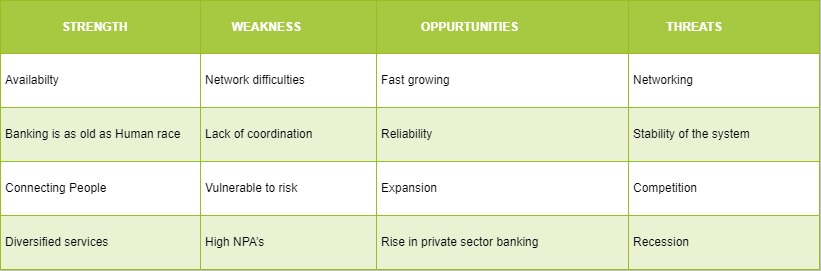 STRENGTH WEAKNESS OPPURTUNITIES THREATS
Availabilty Network difficulties Fast growing Networking
Banking is as old as Human race Lack of coordination Reliability Stability of the system
Connecting People Vulnerable to risk Expansion Competition
Diversified services High NPA's Rise in private sector banking Recession